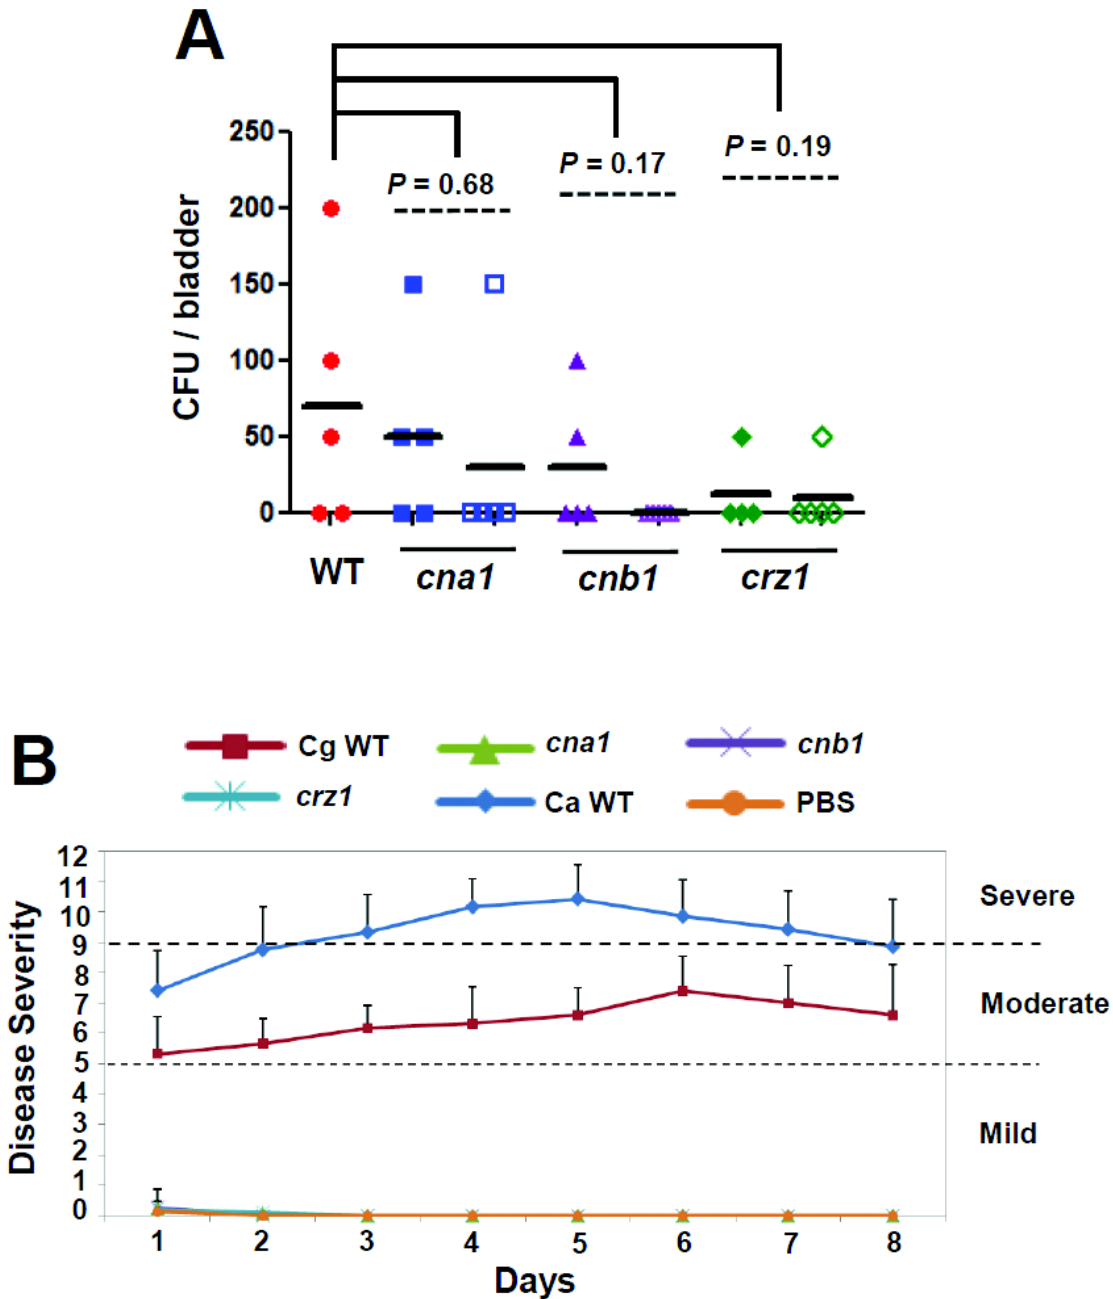 A
250
200
150
100
50
0
CFU / bladder
P = 0.68
P = 0.17
P = 0.19
WT
cna1
cnb1
crz1
B
Cg WT
cna1
cnb1
crz1
Ca WT
PBS
12
11
10
9
8
7
6
5
4
3
2
1
0
Disease Severity
Severe
Moderate
Mild
1 2 3 4 5 6 7 8
Days